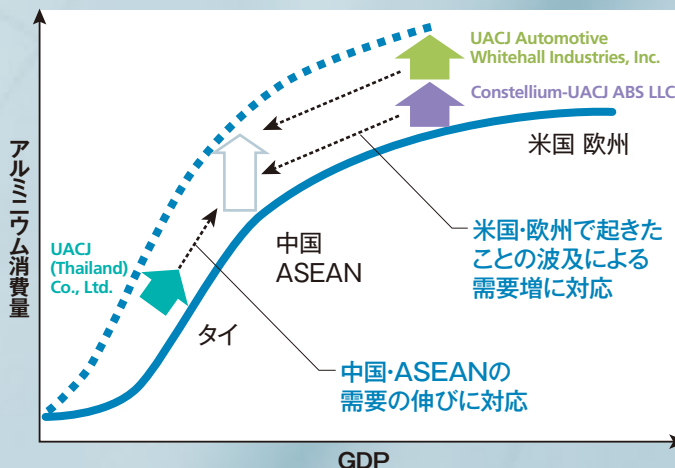 アルミニウム消費量
UACJ Automotive
Whitehall Industries, Inc.
Constellium-UACJ ABS LLC
米国 欧州
UACJ
(Thailand)
Co., Ltd.
中国
ASEAN
タイ
米国・欧州で起きた
ことの波及による
需要増に対応
中国・ASEANの
需要の伸びに対応
GDP